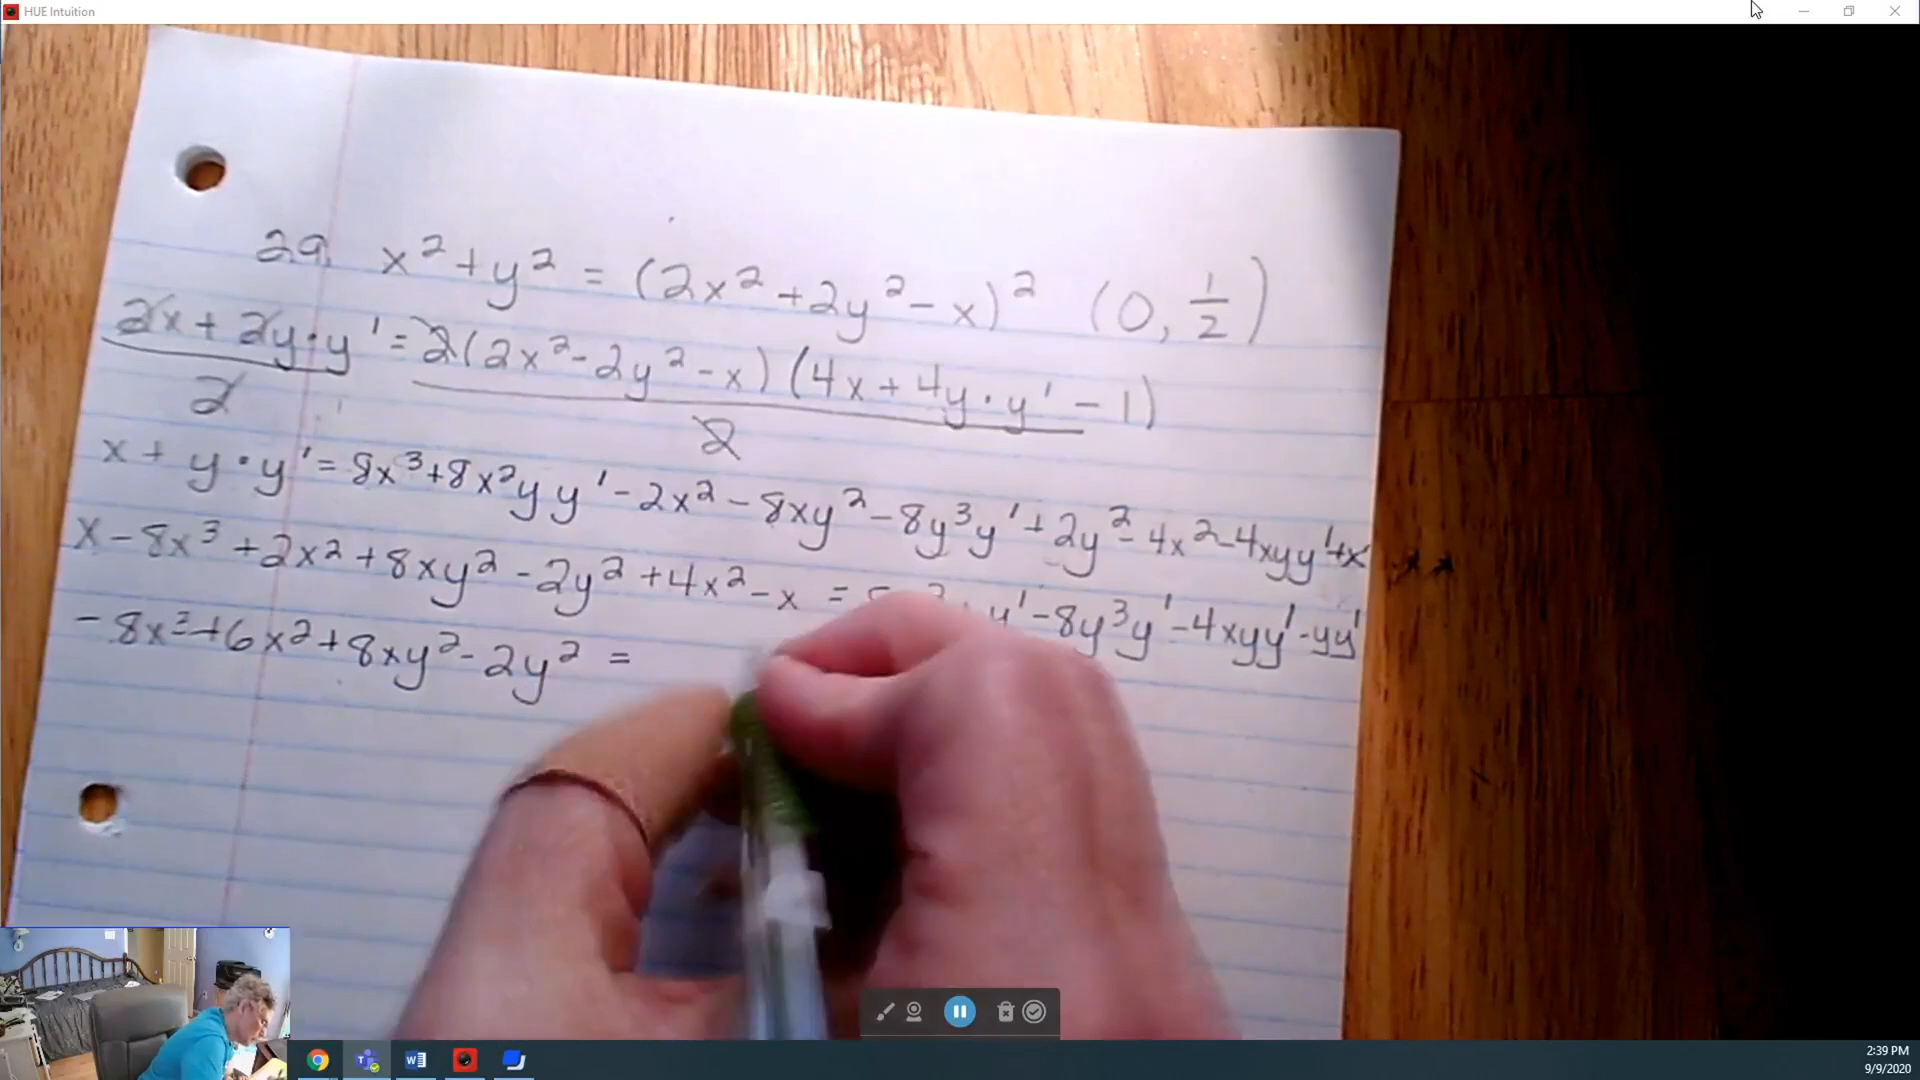 HUE Intuition
29. x² + y² = (2x² + 2y² - x)² (0, 1/2)
2x + 2y·y' = 2(2x² - 2y² - x)(4x + 4y·y' - 1)
2 2
x + y·y' = 8x³ + 8x²yy' - 2x² - 8xy² - 8y³y' + 2y² - 4x² - 4xyy' + x
x - 8x³ + 2x² + 8xy² - 2y² + 4x² - x = y' - 8y³y' - 4xyy' - yy'
- 8x³ + 6x² + 8xy² - 2y² =
2:39 PM
9/9/2020